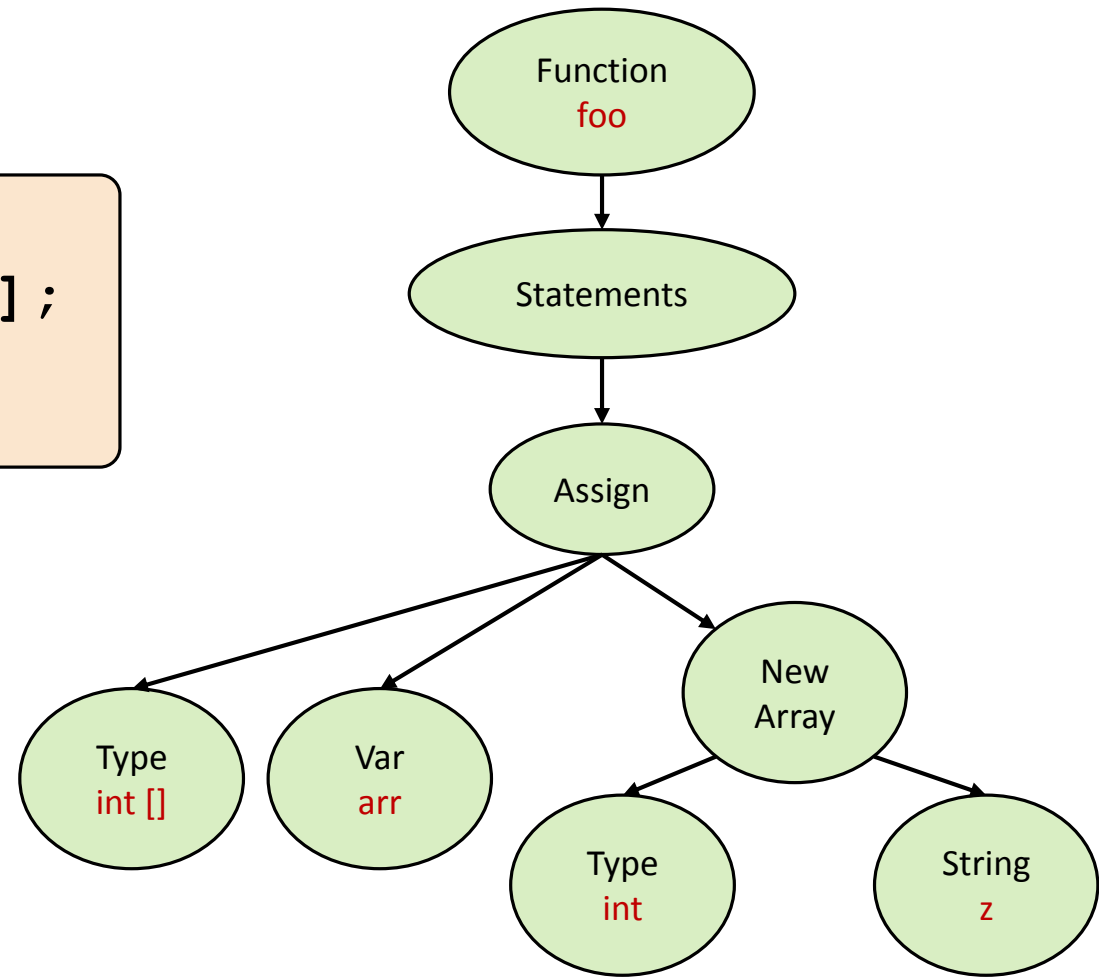 Function
foo
] ;
Statements
Assign
New
Array
Type
int []
Var
arr
Type
int
String
z